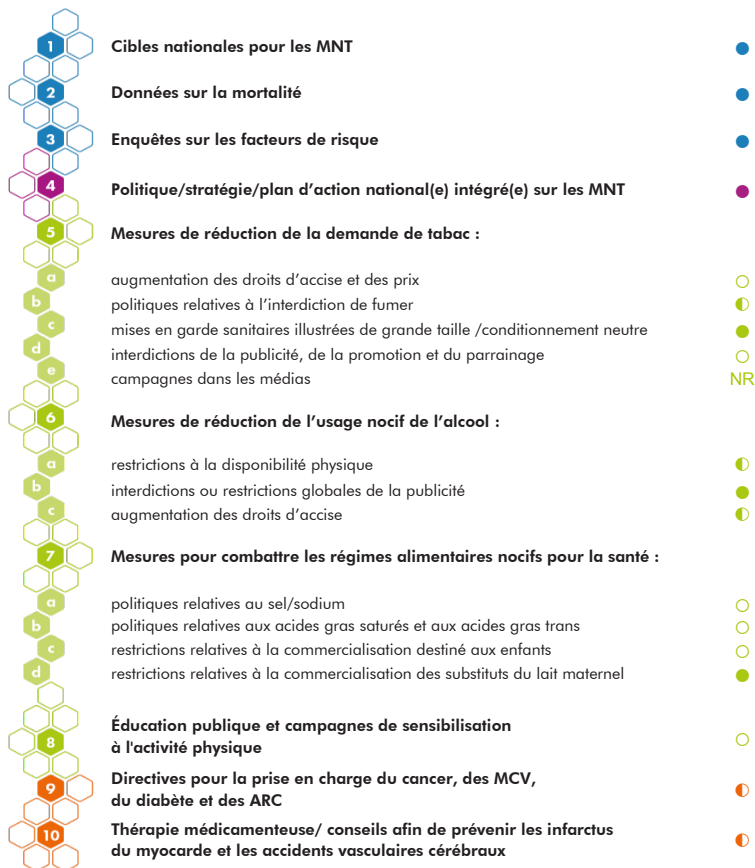 1 Cibles nationales pour les MNT
2 Données sur la mortalité
3 Enquêtes sur les facteurs de risque
4 Politique/stratégie/plan d'action national(e) intégré(e) sur les MNT
5 Mesures de réduction de la demande de tabac :
a augmentation des droits d'accise et des prix
b politiques relatives à l'interdiction de fumer
c mises en garde sanitaires illustrées de grande taille /conditionnement neutre
d interdictions de la publicité, de la promotion et du parrainage
e campagnes dans les médias NR
6 Mesures de réduction de l'usage nocif de l'alcool :
a restrictions à la disponibilité physique
b interdictions ou restrictions globales de la publicité
c augmentation des droits d'accise
7 Mesures pour combattre les régimes alimentaires nocifs pour la santé :
a politiques relatives au sel/sodium
b politiques relatives aux acides gras saturés et aux acides gras trans
c restrictions relatives à la commercialisation destiné aux enfants
d restrictions relatives à la commercialisation des substituts du lait maternel
8 Éducation publique et campagnes de sensibilisation
à l'activité physique
9 Directives pour la prise en charge du cancer, des MCV,
du diabète et des ARC
10 Thérapie médicamenteuse/ conseils afin de prévenir les infarctus
du myocarde et les accidents vasculaires cérébraux